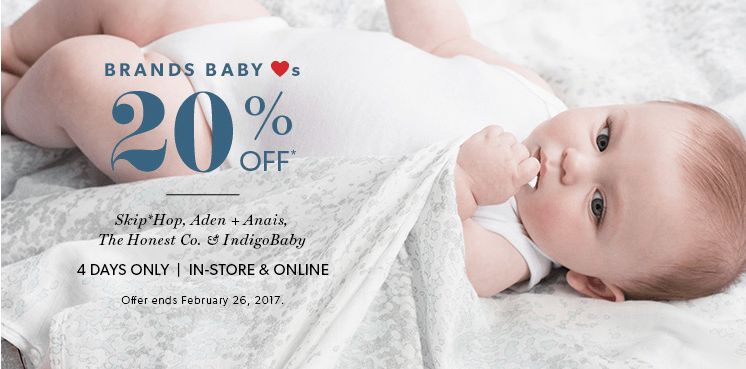 BRANDS BABY ❤s
20%
OFF*
Skip*Hop, Aden + Anais,
The Honest Co. & IndigoBaby
4 DAYS ONLY | IN-STORE & ONLINE
Offer ends February 26, 2017.